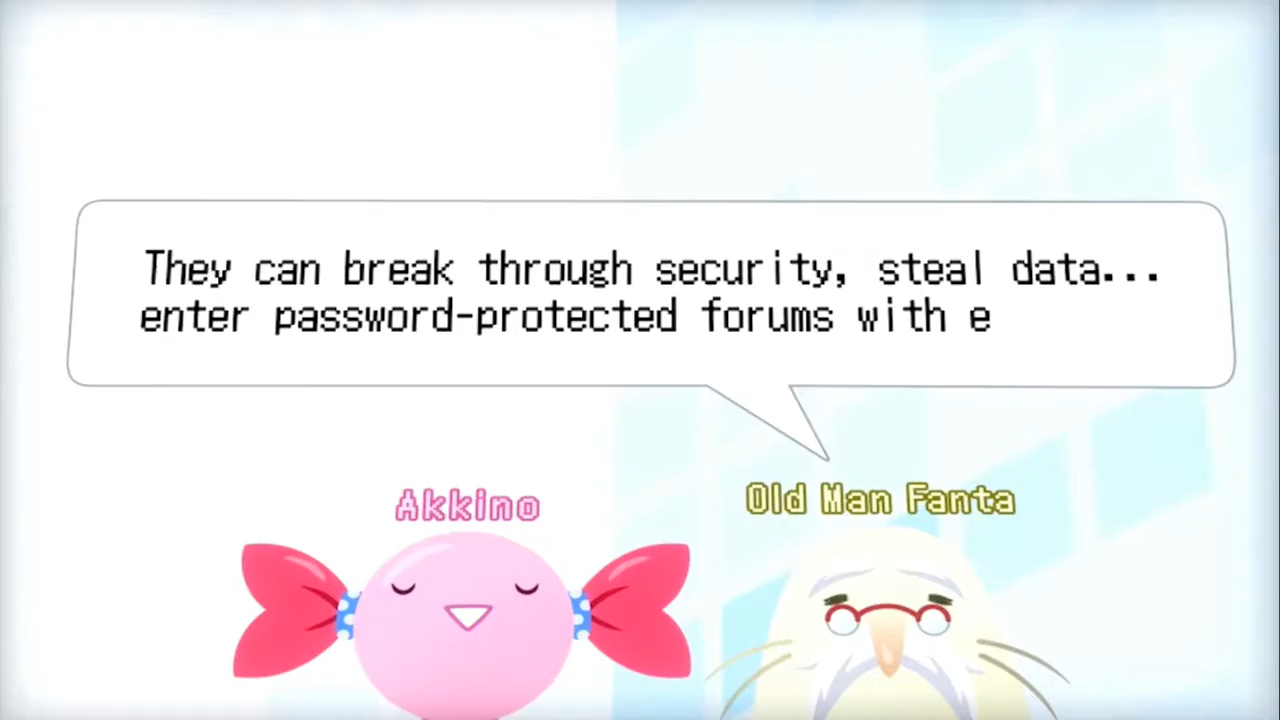 They can break through security, steal data...
enter password-protected forums with e
Akkino
Old Man Fanta